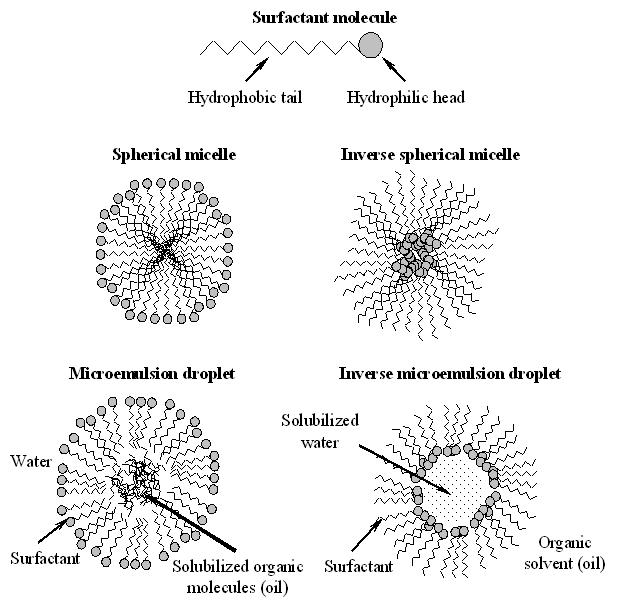 Surfactant molecule
Hydrophobic tail
Hydrophilic head
Spherical micelle
Inverse spherical micelle
Microemulsion droplet
Inverse microemulsion droplet
Solubilized
water
Water
Surfactant
Solubilized organic
molecules (oil)
Surfactant
Organic
solvent (oil)